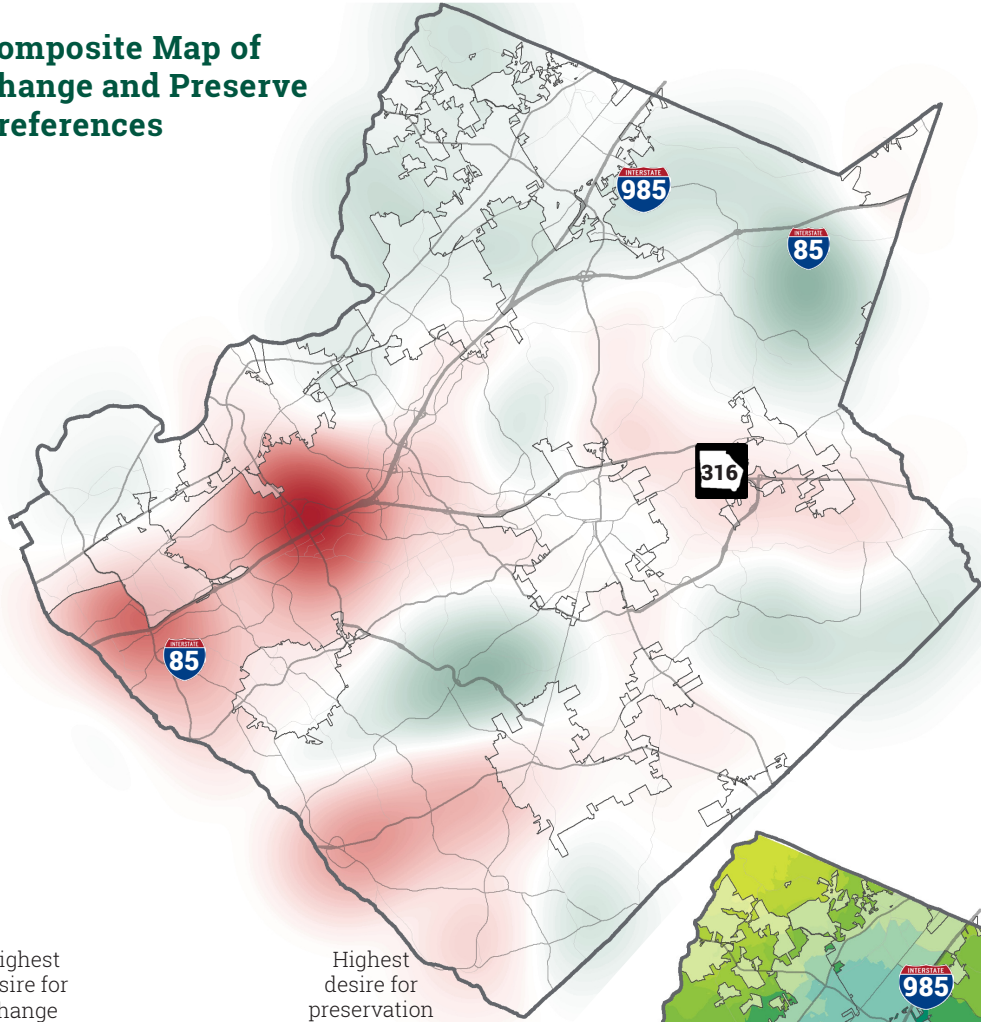 omposite Map of
hange and Preserve
references
INTERSTATE
985
INTERSTATE
85
316
INTERSTATE
85
ighest
sire for
hange
Highest
desire for
preservation
INTERSTATE
985